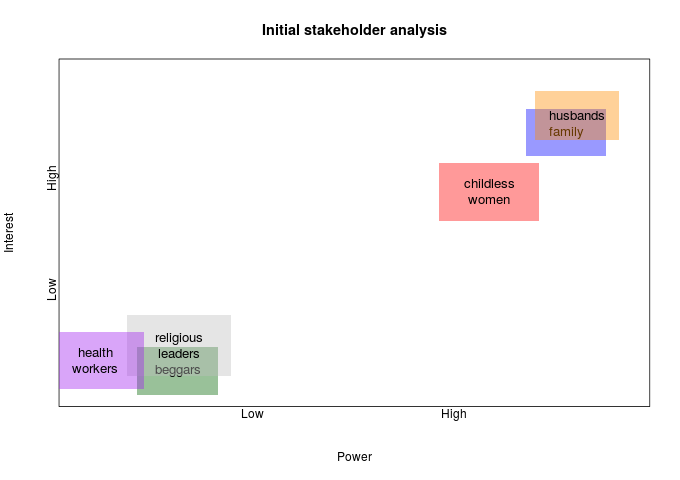 Initial stakeholder analysis
husbands
family
childless
women
High
Interest
Low
religious
leaders
beggars
health
workers
Low
High
Power